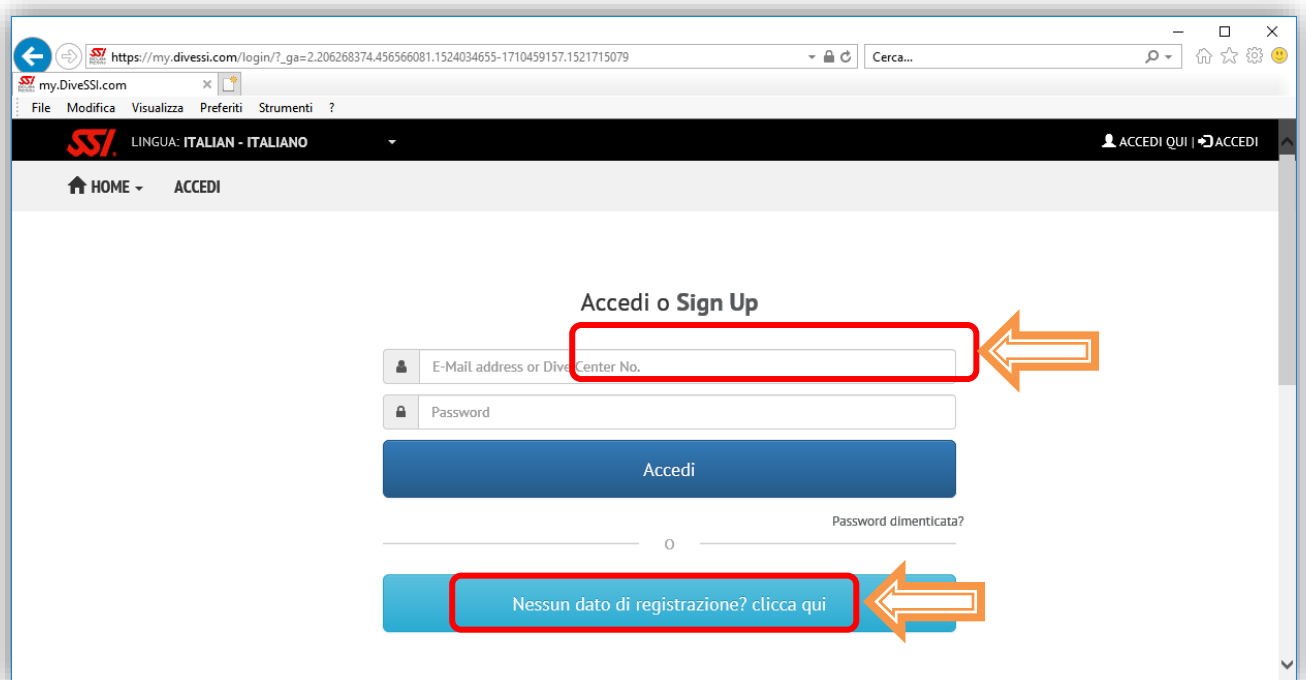 https://my.divessi.com/login/?_ga=2.206268374.456566081.1524034655-1710459157.1521715079
Cerca...
my.DiveSSI.com
File Modifica Visualizza Preferiti Strumenti ?
SSI LINGUA: ITALIAN - ITALIANO
ACCEDI QUI | ACCEDI
HOME ACCEDI
Accedi o Sign Up
E-Mail address or Dive Center No.
Password
Accedi
Password dimenticata?
O
Nessun dato di registrazione? clicca qui